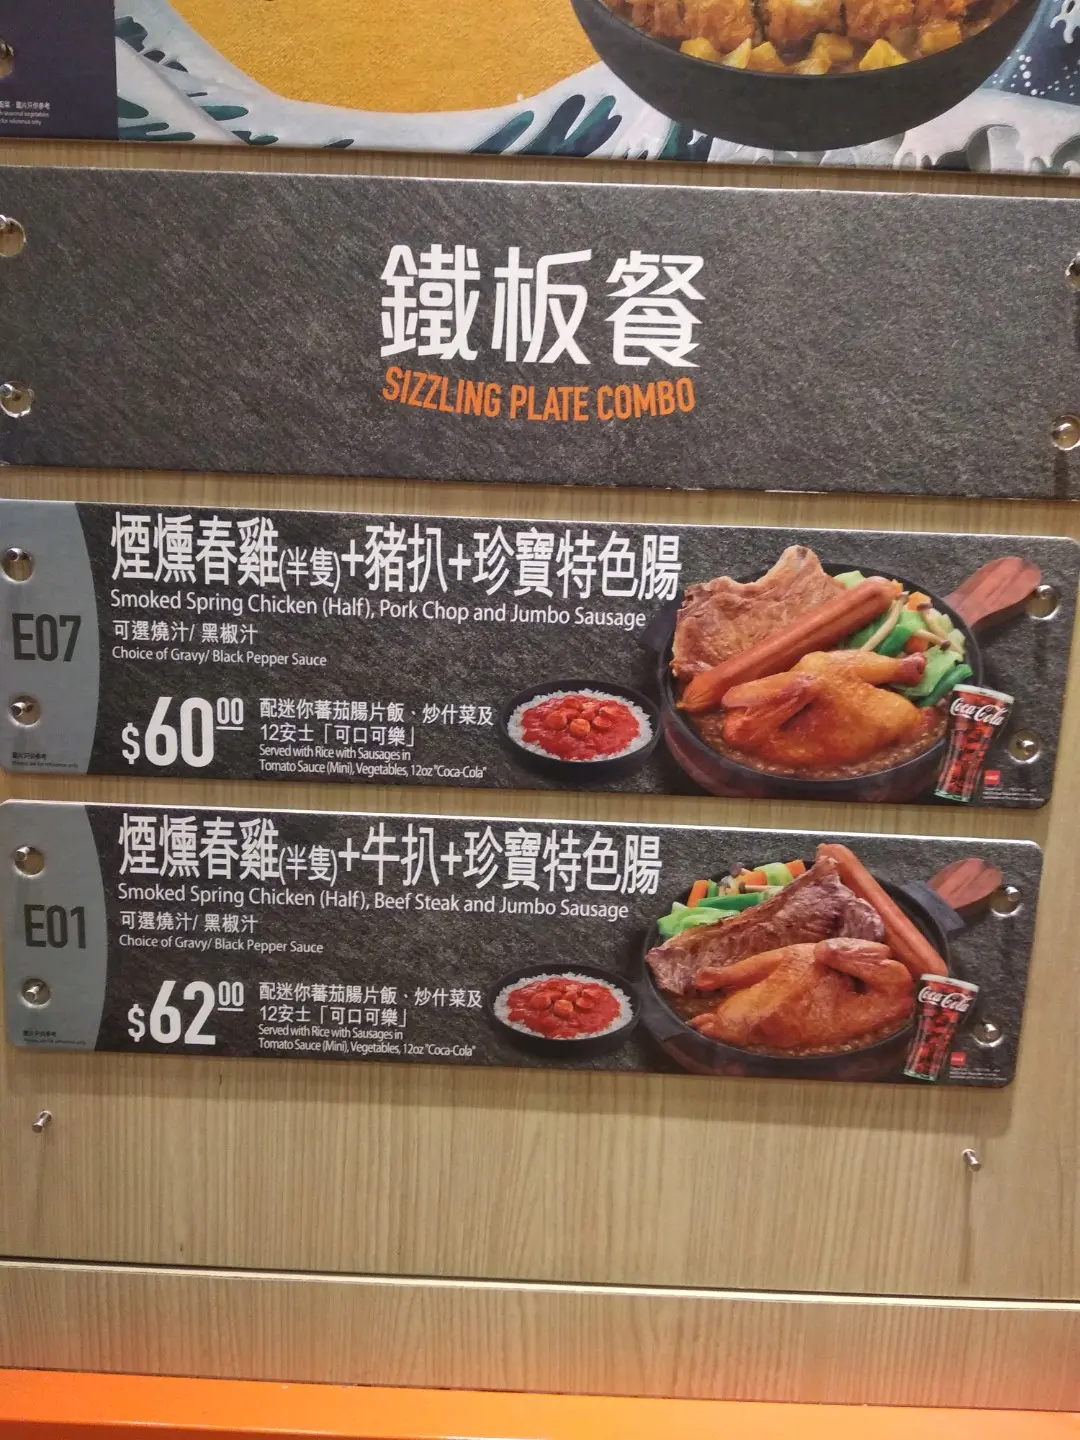 鐵板餐
SIZZLING PLATE COMBO
煙燻春雞(半隻)+豬扒+珍寶特色腸
Smoked Spring Chicken (Half), Pork Chop and Jumbo Sausage
E07
可選燒汁/ 黑椒汁
Choice of Gravy/ Black Pepper Sauce
$60.00
配迷你蕃茄腸片飯、炒什菜及
12安士「可口可樂」
Served with Rice with Sausages in
Tomato Sauce (Mini), Vegetables, 12oz "Coca-Cola"
Coca-Cola
煙燻春雞(半隻)+牛扒+珍寶特色腸
Smoked Spring Chicken (Half), Beef Steak and Jumbo Sausage
E01
可選燒汁/ 黑椒汁
Choice of Gravy/ Black Pepper Sauce
$62.00
配迷你蕃茄腸片飯、炒什菜及
12安士「可口可樂」
Served with Rice with Sausages in
Tomato Sauce (Mini), Vegetables, 12oz "Coca-Cola"
Coca-Cola